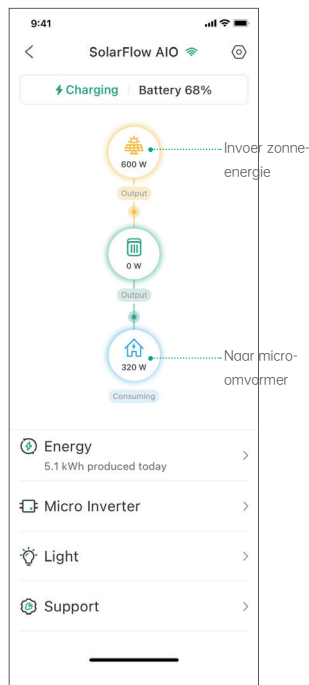 9:41
SolarFlow AIO
Charging | Battery 68%
600 W
Invoer zonne-
energie
Output
0 W
Output
320 W
Naar micro-
omvormer
Consuming
Energy
5.1 kWh produced today
Micro Inverter
Light
Support